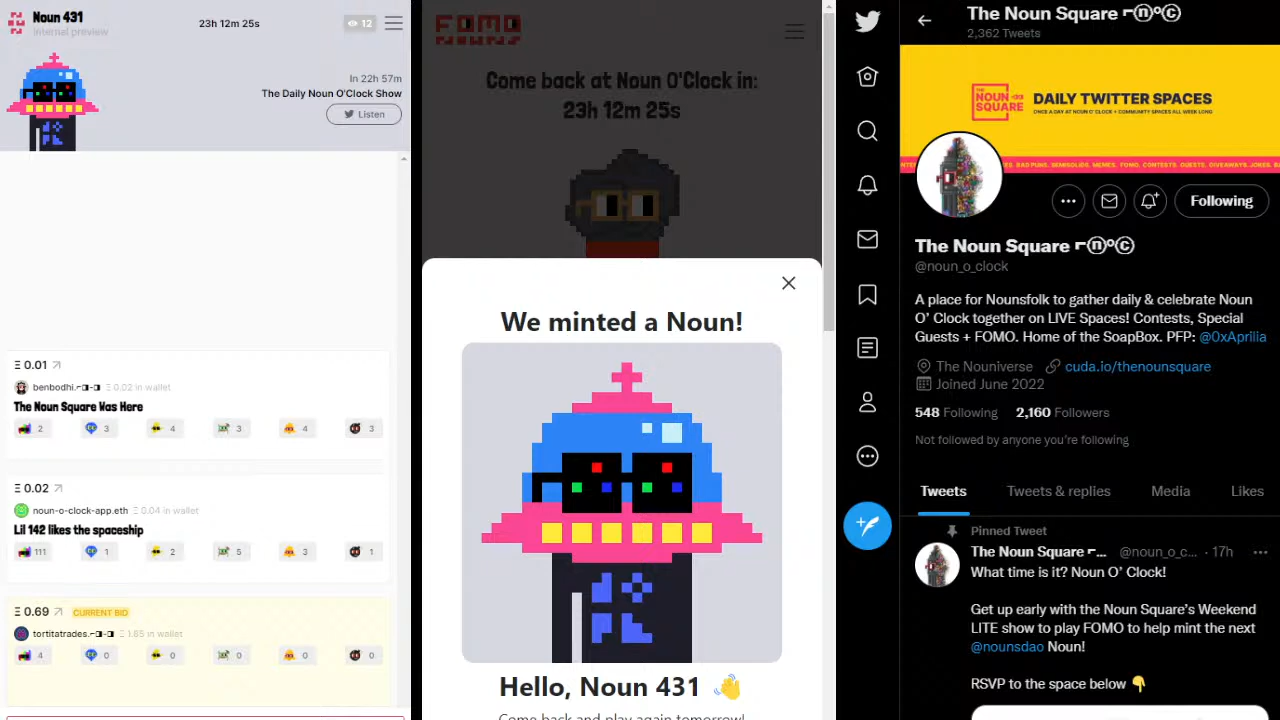 Noun 431
internal preview
23h 12m 25s
12
In 22h 57m
The Daily Noun O'Clock Show
Listen
Ξ 0.01
benbodhi.⌐◨-◨ Ξ 0.02 in wallet
The Noun Square Was Here
2 3 4 3 4 3
Ξ 0.02
noun-o-clock-app.eth Ξ 0.04 in wallet
Lil 142 likes the spaceship
111 1 2 5 3 1
Ξ 0.69 CURRENT BID
tortitatrades.⌐◨-◨ Ξ 1.65 in wallet
4 0 0 0 0 0
FOMO
NOUNS
Come back at Noun O'Clock in:
23h 12m 25s
We minted a Noun!
Hello, Noun 431 👋
Come back and play again tomorrow!
The Noun Square ⌐ⓝºⓒ
2,362 Tweets
THE NOUN SQUARE
DAILY TWITTER SPACES
ONCE A DAY AT NOUN O'CLOCK + COMMUNITY SPACES ALL WEEK LONG
BAD PUNS. SEMISOLIDS. MEMES. FOMO. CONTESTS. GUESTS. GIVEAWAYS. JOKES.
Following
The Noun Square ⌐ⓝºⓒ
@noun_o_clock
A place for Nounsfolk to gather daily & celebrate Noun
O’ Clock together on LIVE Spaces! Contests, Special
Guests + FOMO. Home of the SoapBox. PFP: @0xAprilia
The Nouniverse cuda.io/thenounsquare
Joined June 2022
548 Following 2,160 Followers
Not followed by anyone you’re following
Tweets Tweets & replies Media Likes
Pinned Tweet
The Noun Square ⌐... @noun_o_c... · 17h
What time is it? Noun O’ Clock!
Get up early with the Noun Square’s Weekend
LITE show to play FOMO to help mint the next
@nounsdao Noun!
RSVP to the space below 👇